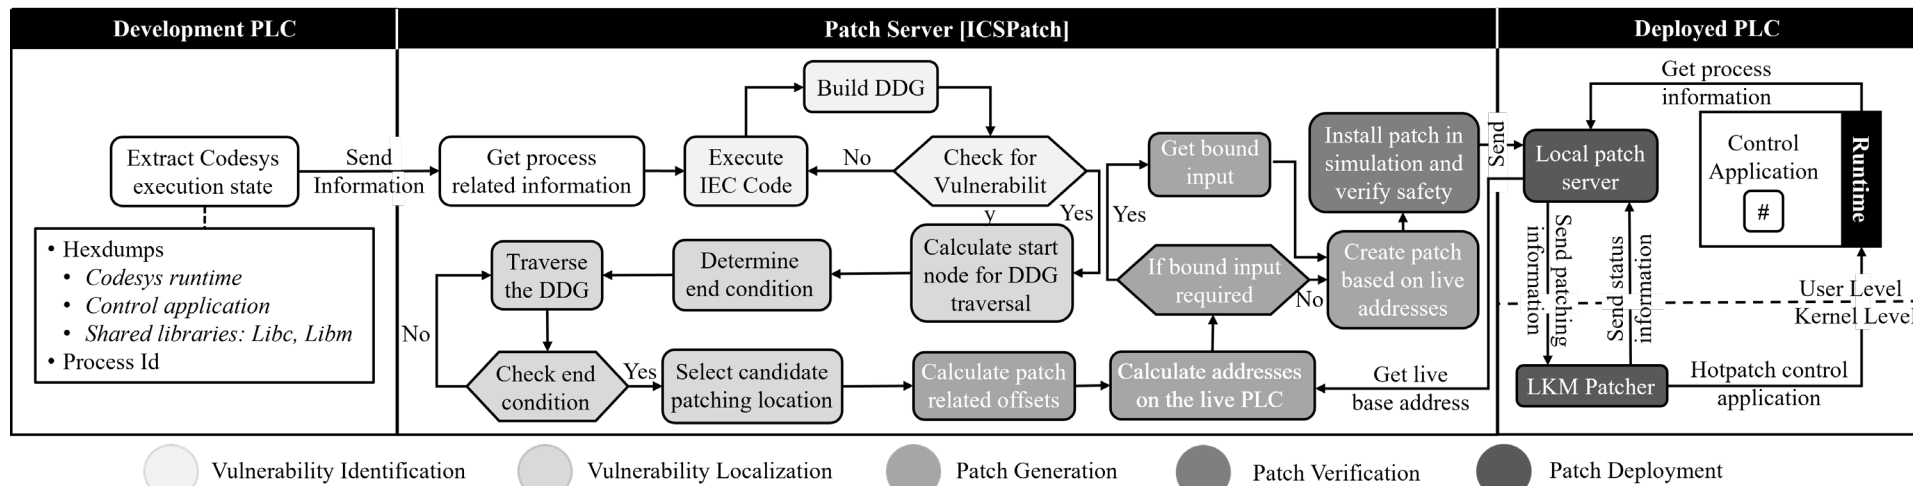 Development PLC
Patch Server [ICSPatch]
Deployed PLC
Extract Codesys
execution state
Send
Information
• Hexdumps
• Codesys runtime
• Control application
• Shared libraries: Libc, Libm
• Process Id
Get process
related information
Execute
IEC Code
Build DDG
No
Check for
Vulnerabilit
y
Yes
Calculate start
node for DDG
traversal
Determine
end condition
Traverse
the DDG
No
Check end
condition
Yes
Select candidate
patching location
Calculate patch
related offsets
Calculate addresses
on the live PLC
Get live
base address
If bound input
required
Yes
No
Get bound
input
Create patch
based on live
addresses
Install patch in
simulation and
verify safety
Send
Local patch
server
Get process
information
Control
Application
#
Runtime
Send patching
information
Send status
information
User Level
Kernel Level
LKM Patcher
Hotpatch control
application
Vulnerability Identification
Vulnerability Localization
Patch Generation
Patch Verification
Patch Deployment